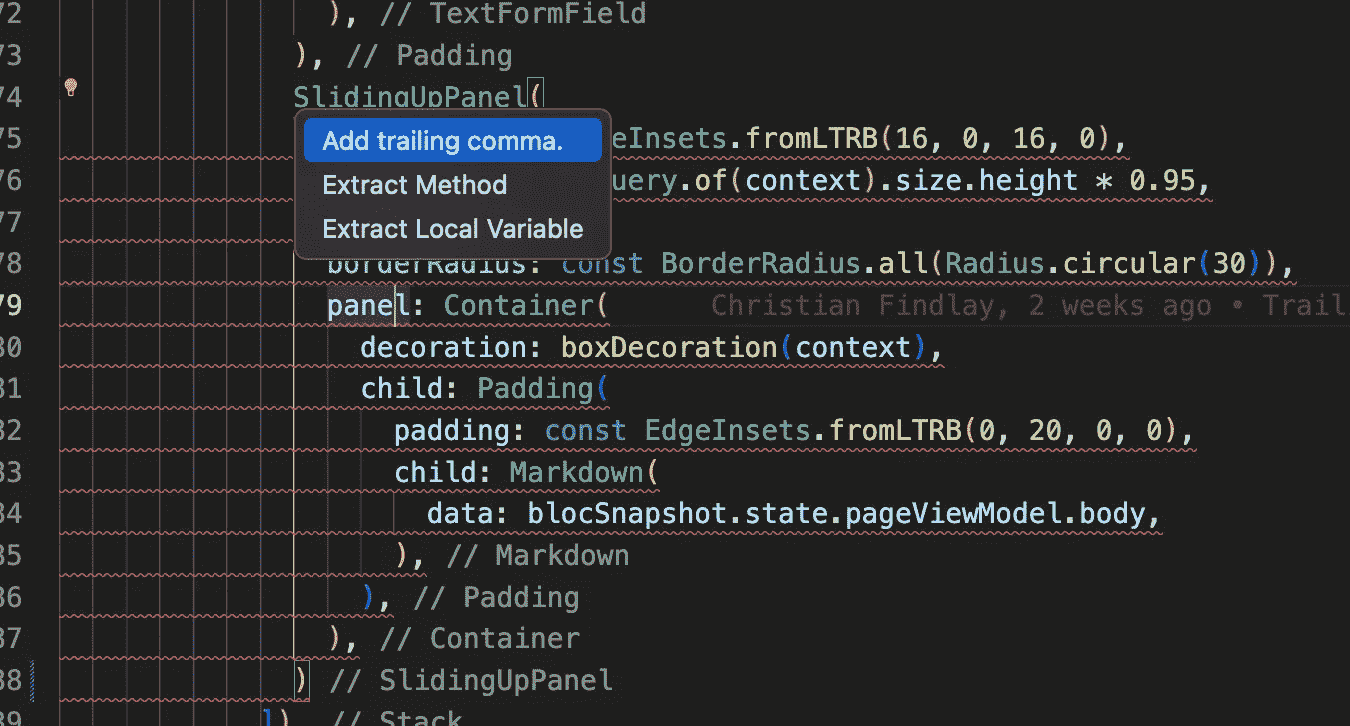 72 ), // TextFormField
73 ), // Padding
74 SlidingUpPanel(
Add trailing comma.
75 eInsets.fromLTRB(16, 0, 16, 0),
Extract Method
76 uery.of(context).size.height * 0.95,
Extract Local Variable
77
78 borderRadius: const BorderRadius.all(Radius.circular(30)),
79 panel: Container( Christian Findlay, 2 weeks ago • Trail
80 decoration: boxDecoration(context),
81 child: Padding(
82 padding: const EdgeInsets.fromLTRB(0, 20, 0, 0),
83 child: Markdown(
84 data: blocSnapshot.state.pageViewModel.body,
85 ), // Markdown
86 ), // Padding
87 ), // Container
88 ) // SlidingUpPanel
89 ]) // Stack